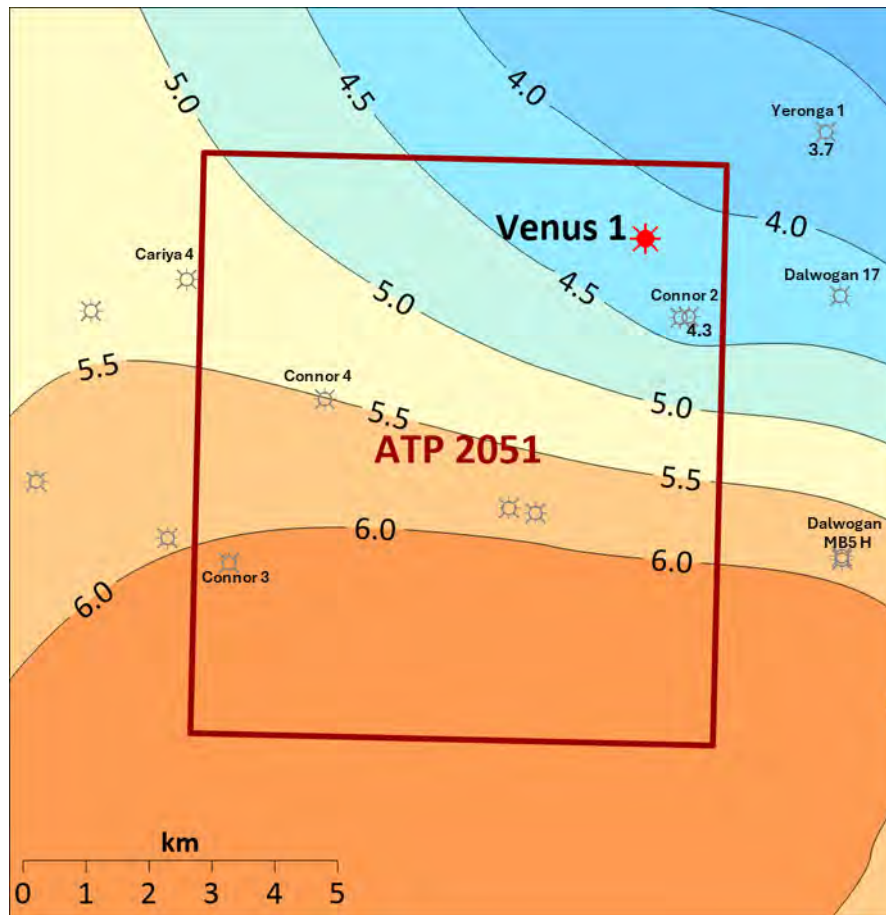 5.0
4.5
4.0
Yeronga 1
3.7
Venus 1
4.0
Cariya 4
4.5
Dalwogan 17
Connor 2
4.3
5.0
5.5
Connor 4
5.0
5.5
ATP 2051
5.5
6.0
Dalwogan
MB5 H
6.0
Connor 3
6.0
km
0 1 2 3 4 5